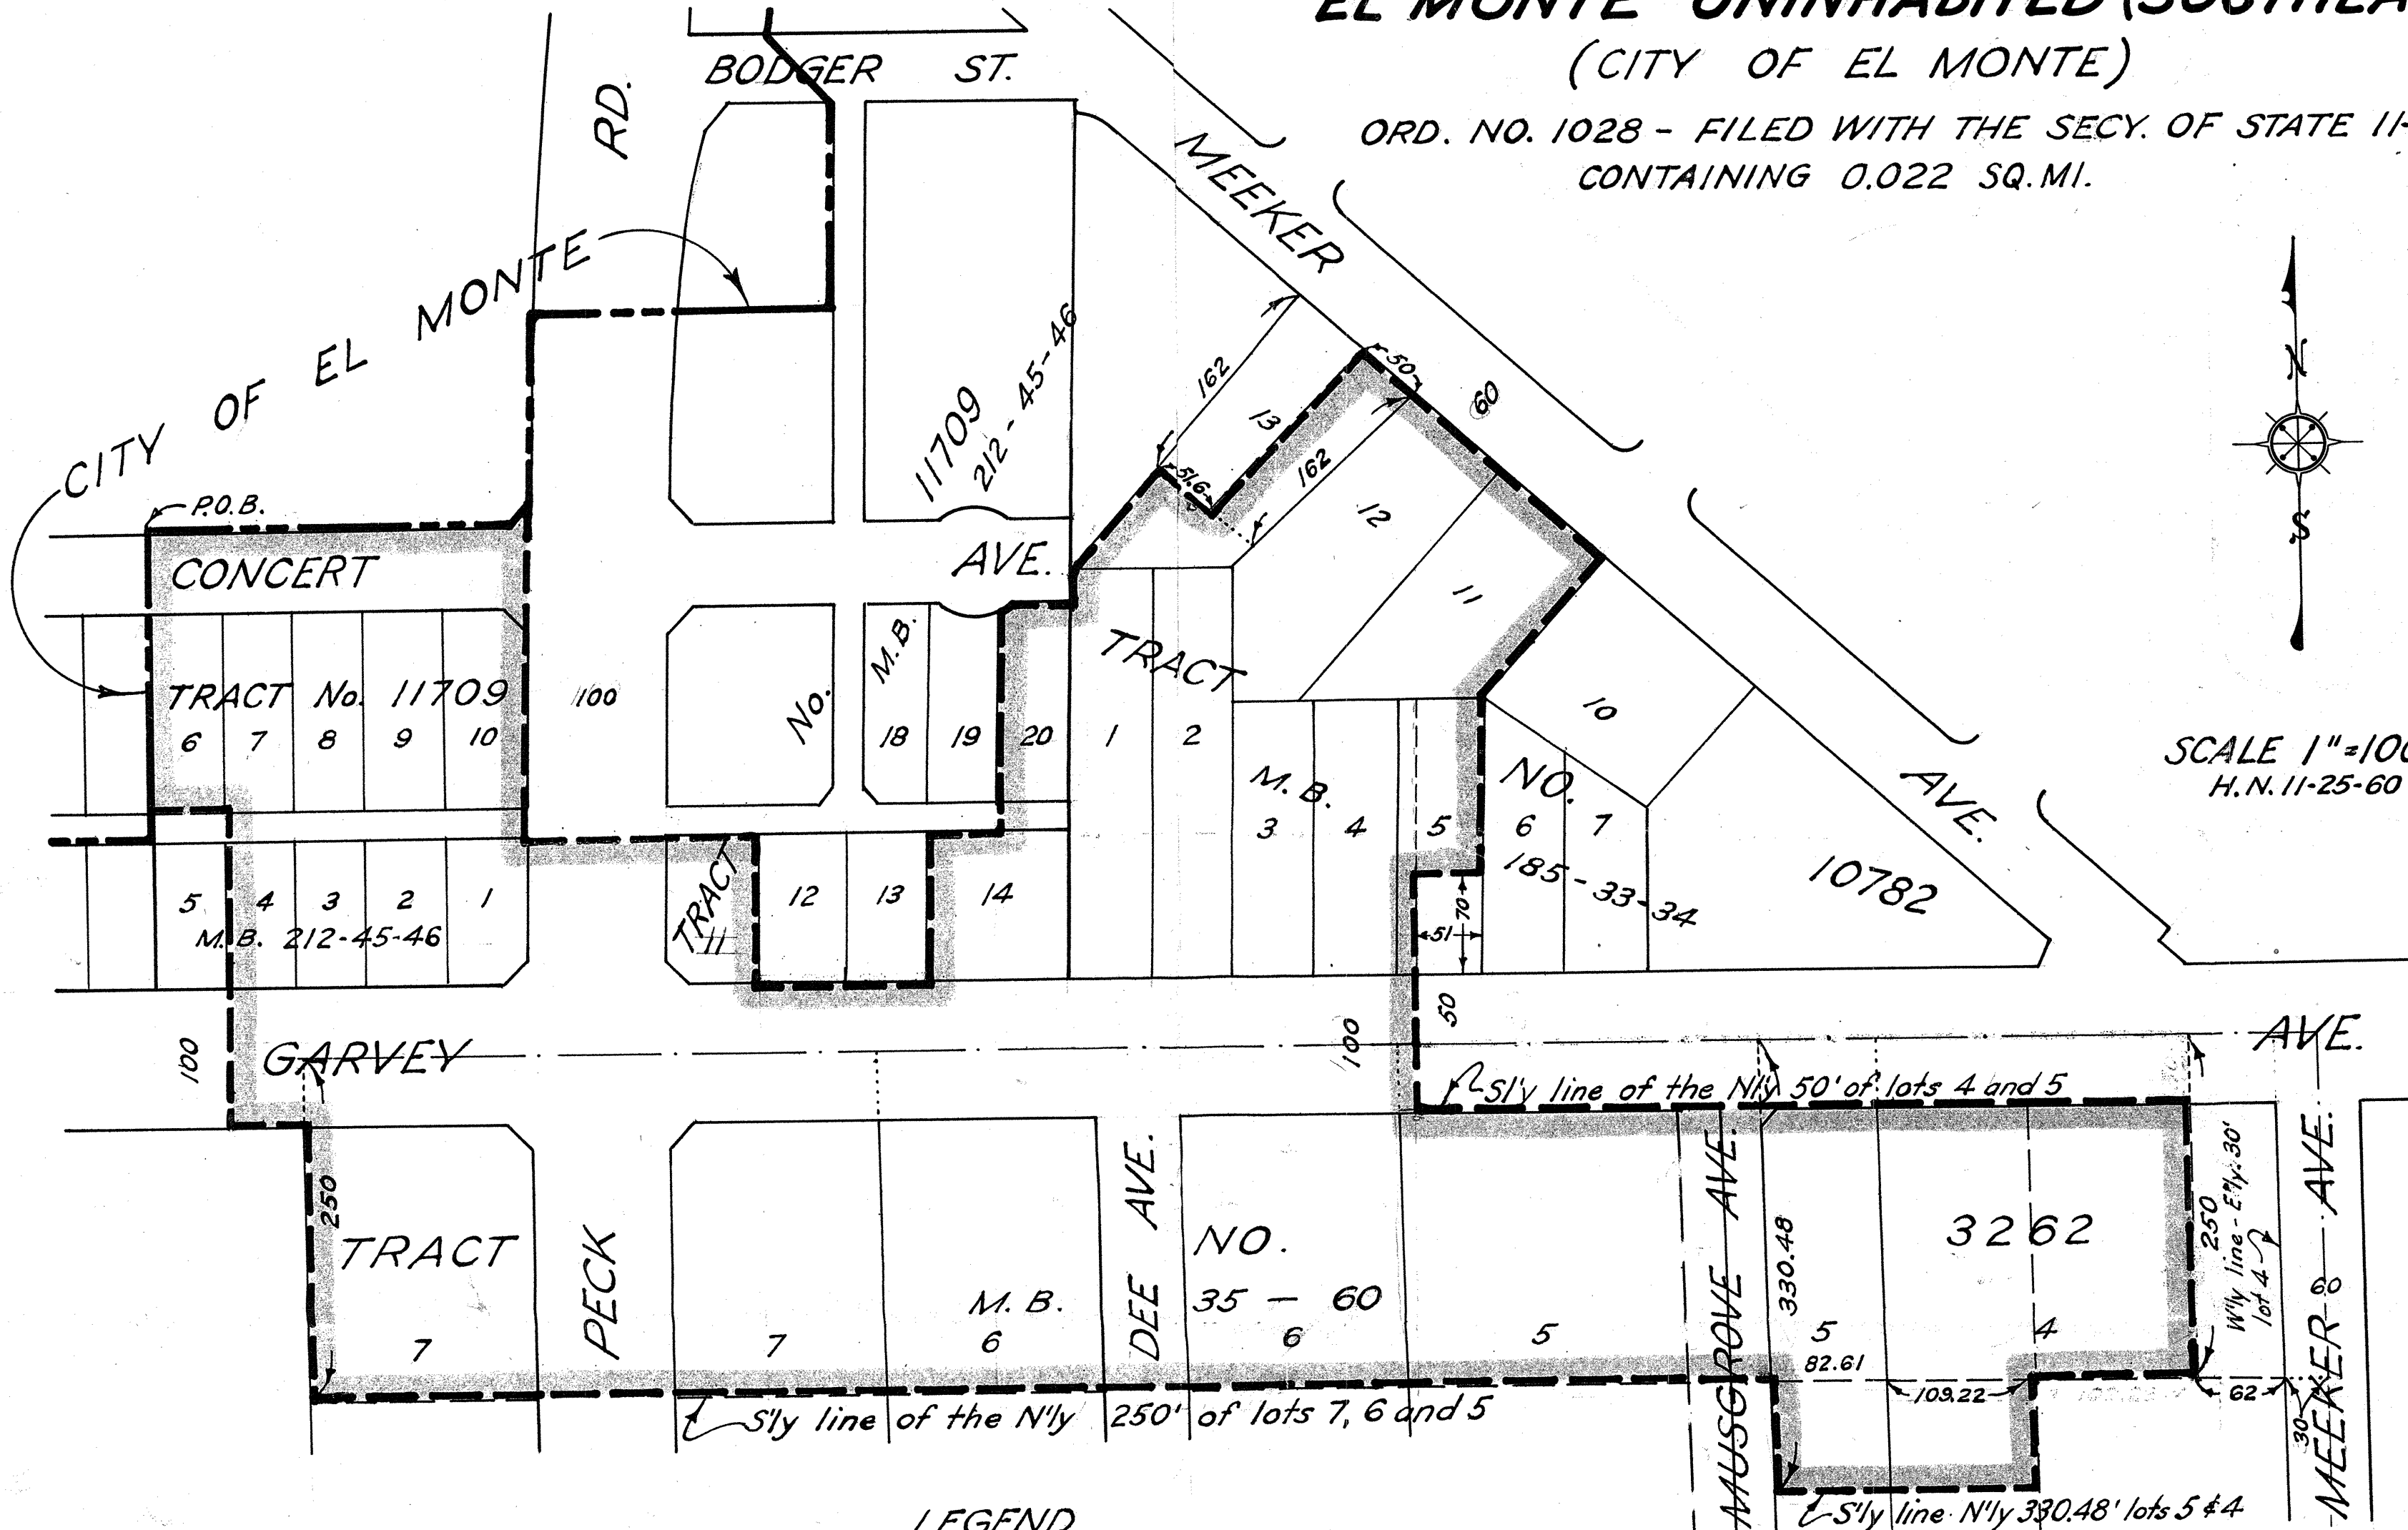 EL MONTE UNINHABITED (SOUTHEA
(CITY OF EL MONTE)
ORD. NO. 1028 - FILED WITH THE SECY. OF STATE 11-
CONTAINING 0.022 SQ. MI.
BODGER ST.
RD.
MEEKER
CITY OF EL MONTE
N
S
SCALE 1"=100
H.N. 11-25-60
P.O.B.
CONCERT
AVE.
11709
212-45-46
162
13
50
60
51.6
162
12
11
10
TRACT No. 11709
6
7
8
9
10
100
No.
M.B.
18
19
20
TRACT
1
2
M.B.
3
4
5
NO.
6
7
185-33-34
10782
AVE.
5
4
3
2
1
M.B. 212-45-46
TRACT
11
12
13
14
70
51
50
100
GARVEY
100
AVE.
S'ly line of the N'ly 50' of lots 4 and 5
250
TRACT
7
PECK
7
M.B.
6
DEE AVE.
NO.
35 - 60
6
5
MUSGROVE AVE.
330.48
5
82.61
3262
4
109.22
250
W'ly line - E'ly. 30'
lot 4
62
30
60
MEEKER AVE.
S'ly line of the N'ly 250' of lots 7, 6 and 5
S'ly line N'ly 330.48' lots 5 & 4
LEGEND